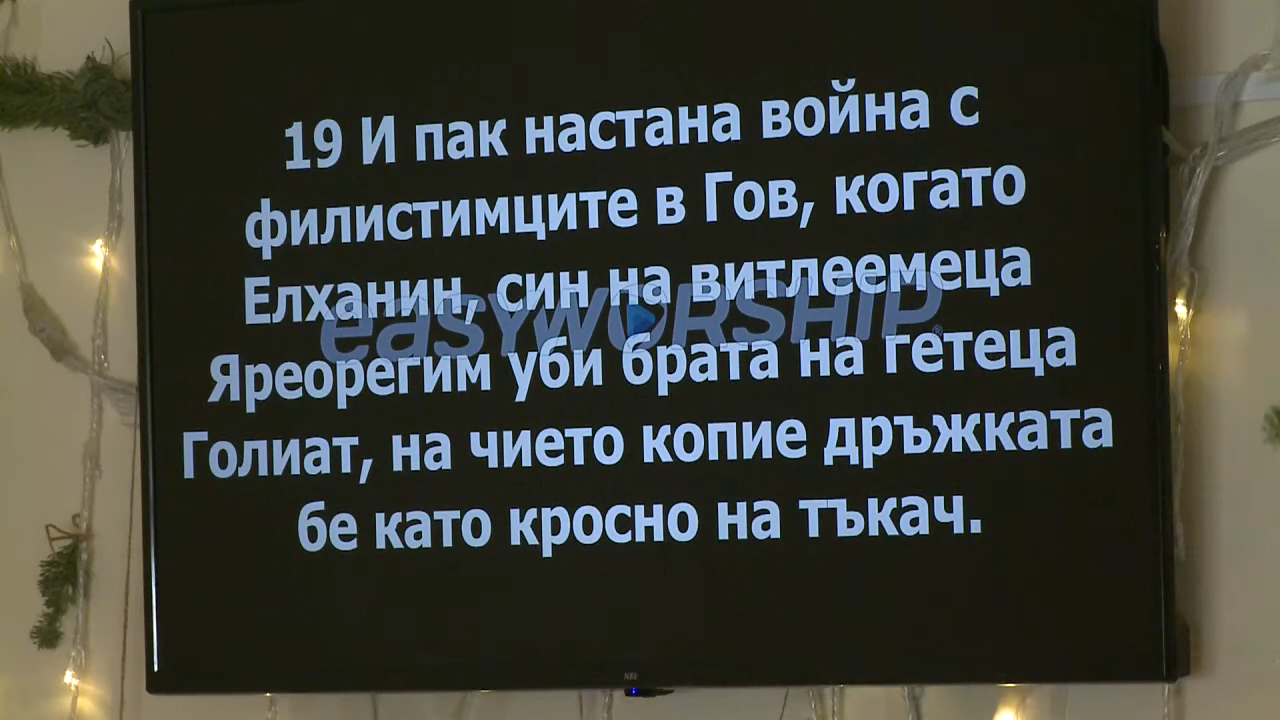 19 И пак настана война с
филистимците в Гов, когато
Елханин, син на витлеемеца
easyworship®
Яреорегим уби брата на гетеца
Голиат, на чието копие дръжката
бе като кросно на тъкач.